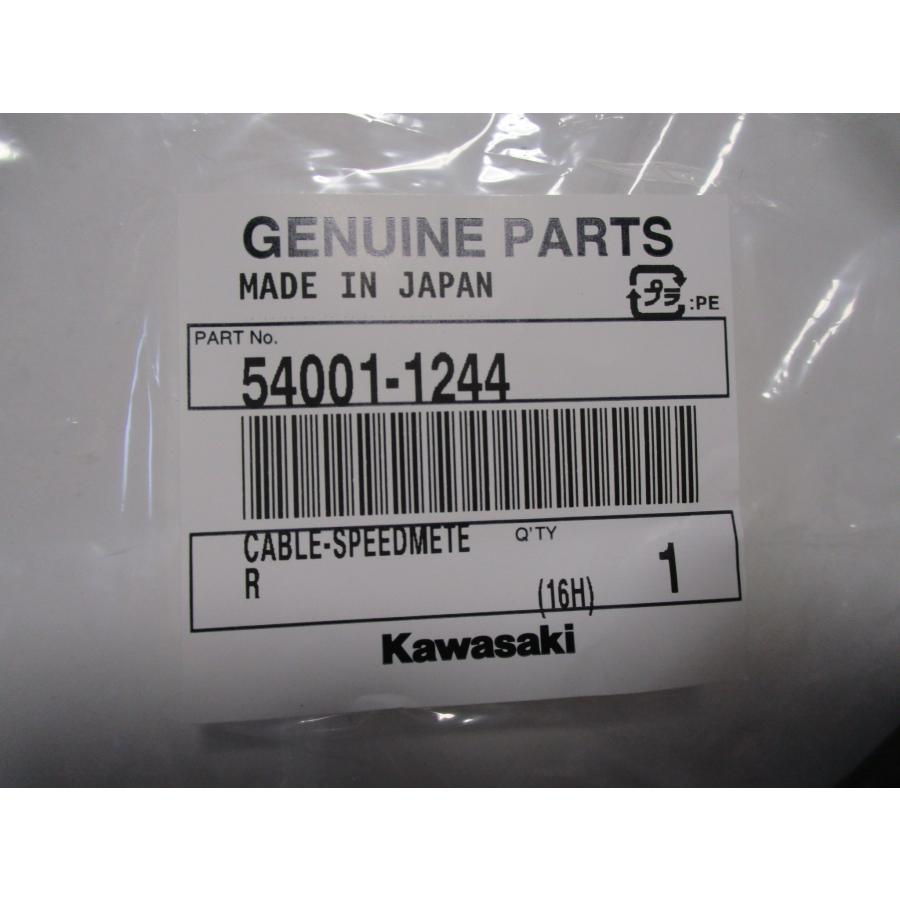 GENUINE PARTS
MADE IN JAPAN
プラ :PE
PART No.
54001-1244
CABLE-SPEEDMETE Q'TY
R (16H) 1
Kawasaki